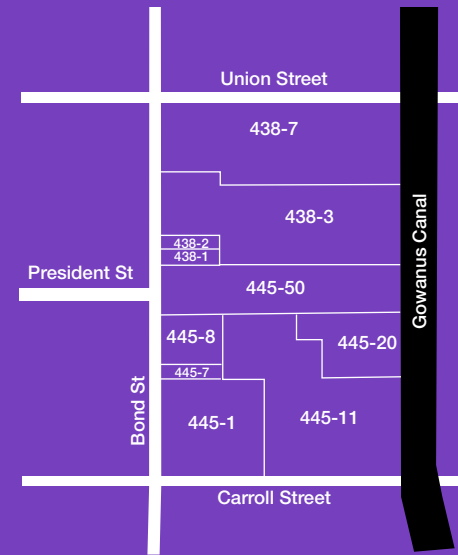 Union Street
438-7
438-3
438-2
438-1
President St
445-50
Gowanus Canal
445-8
445-20
445-7
Bond St
445-1
445-11
Carroll Street